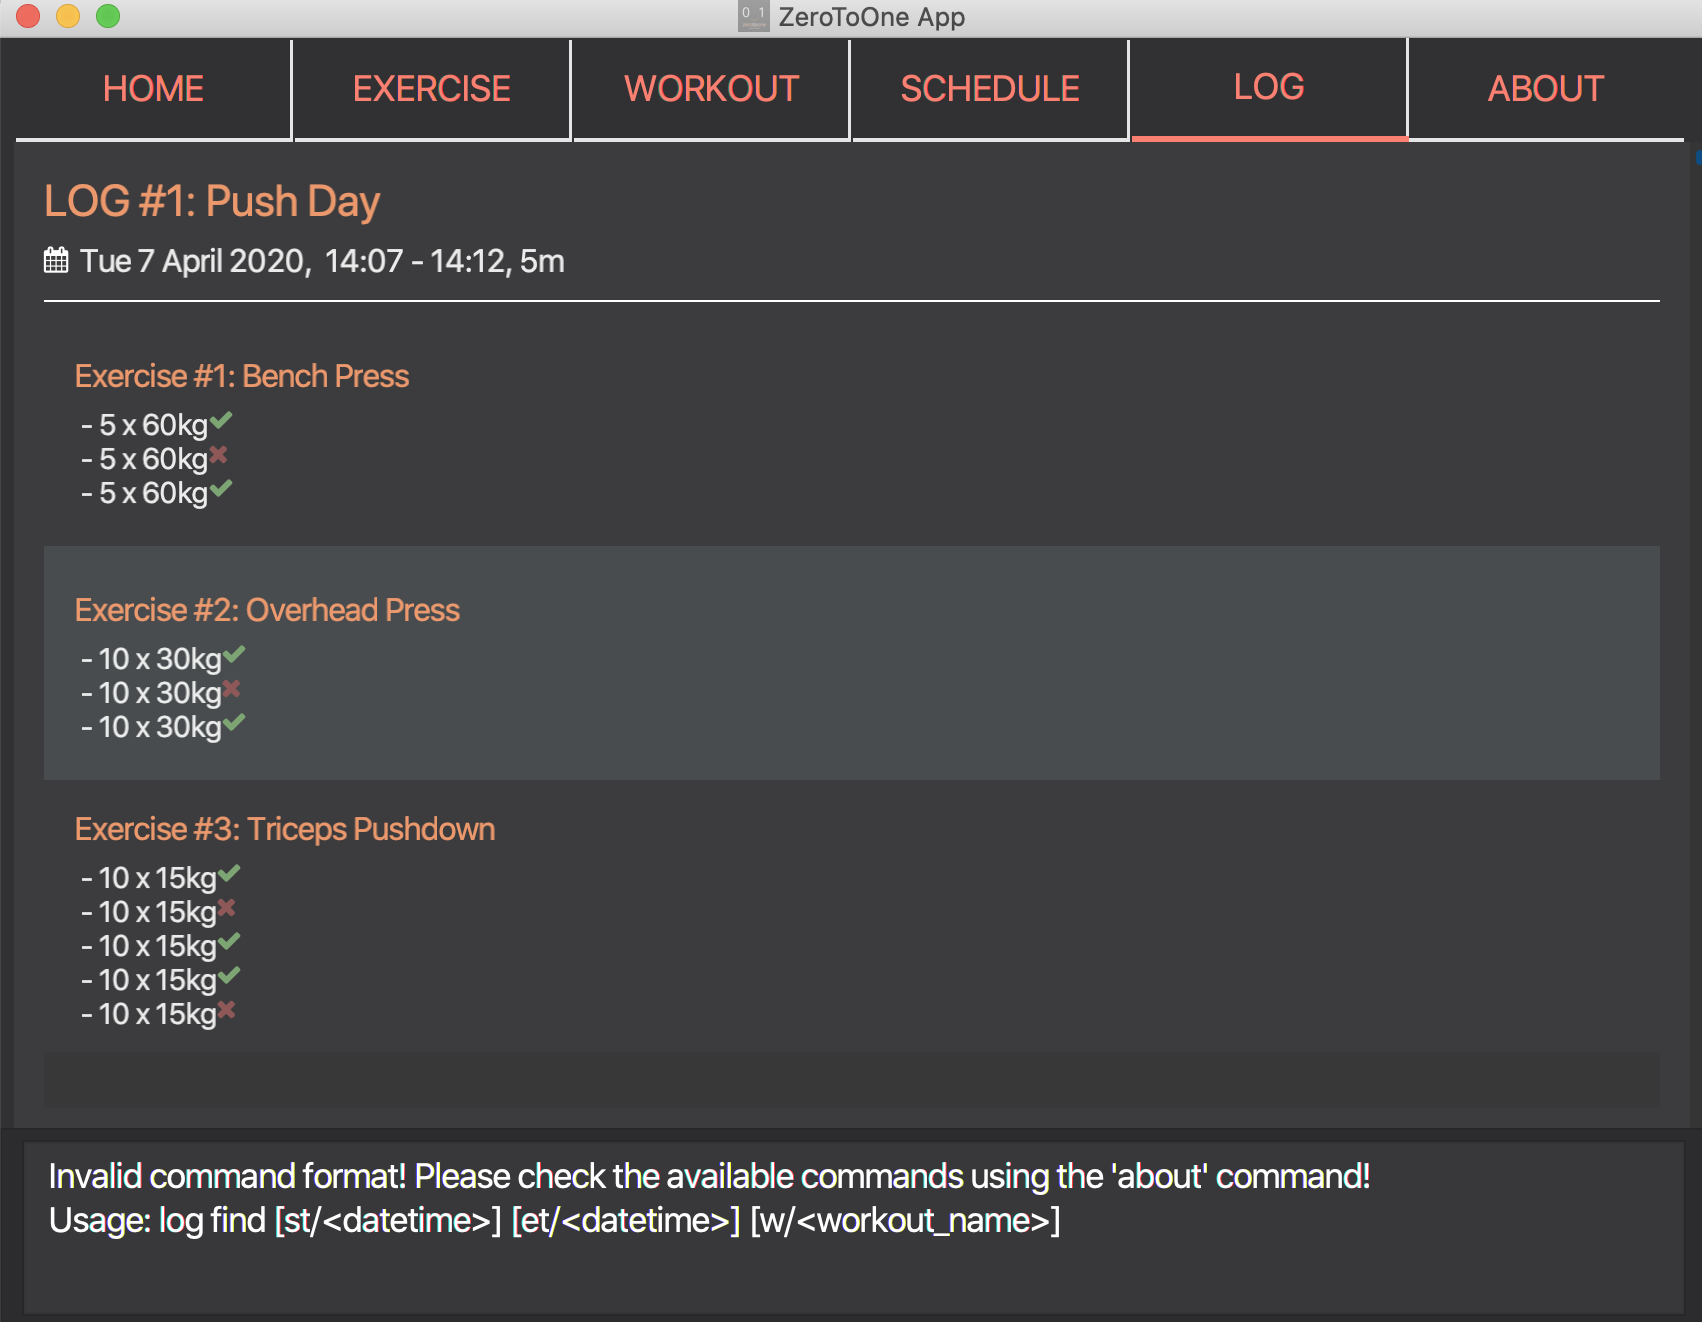 ZeroToOne App
HOME EXERCISE WORKOUT SCHEDULE LOG ABOUT
LOG #1: Push Day
Tue 7 April 2020, 14:07 - 14:12, 5m
Exercise #1: Bench Press
- 5 x 60kg
- 5 x 60kg
- 5 x 60kg
Exercise #2: Overhead Press
- 10 x 30kg
- 10 x 30kg
- 10 x 30kg
Exercise #3: Triceps Pushdown
- 10 x 15kg
- 10 x 15kg
- 10 x 15kg
- 10 x 15kg
- 10 x 15kg
Invalid command format! Please check the available commands using the 'about' command!
Usage: log find [st/<datetime>] [et/<datetime>] [w/<workout_name>]